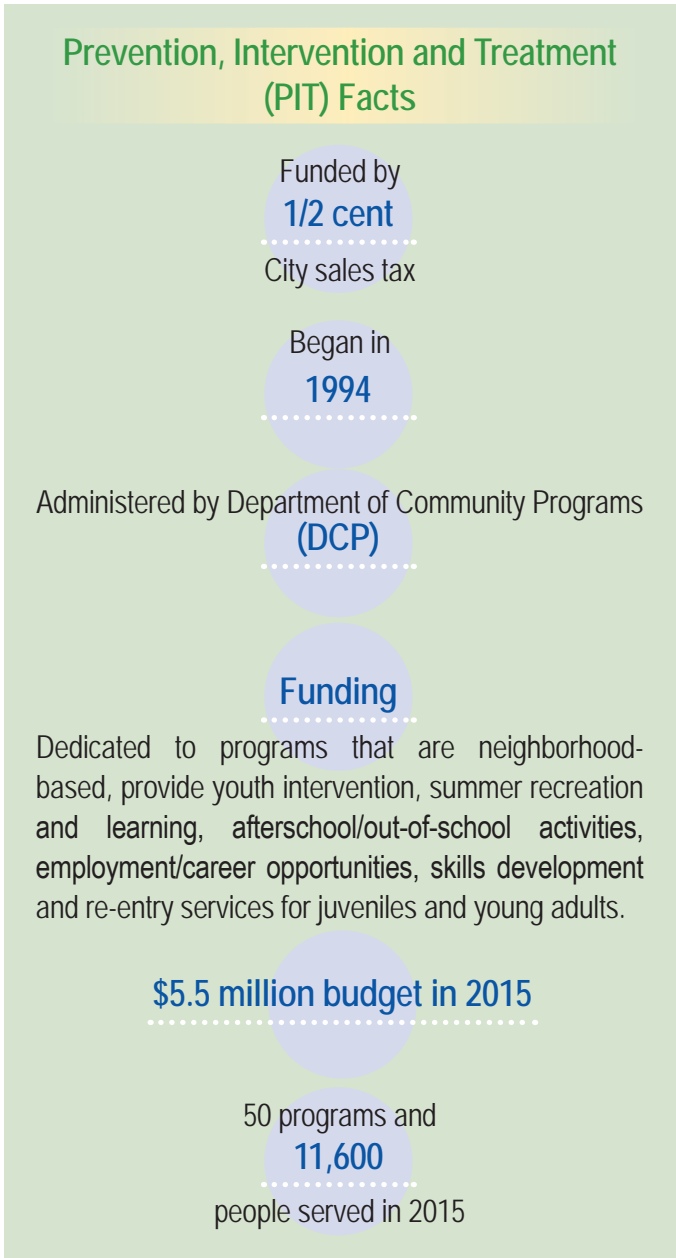 Prevention, Intervention and Treatment
(PIT) Facts
Funded by
1/2 cent
City sales tax
Began in
1994
Administered by Department of Community Programs
(DCP)
Funding
Dedicated to programs that are neighborhood-
based, provide youth intervention, summer recreation
and learning, afterschool/out-of-school activities,
employment/career opportunities, skills development
and re-entry services for juveniles and young adults.
$5.5 million budget in 2015
50 programs and
11,600
people served in 2015